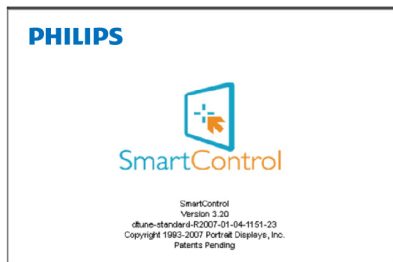 PHILIPS
SmartControl
SmartControl
Version 3.20
dtune-standard-R2007-01-04-1151-23
Copyright 1993-2007 Portrait Displays, Inc.
Patents Pending